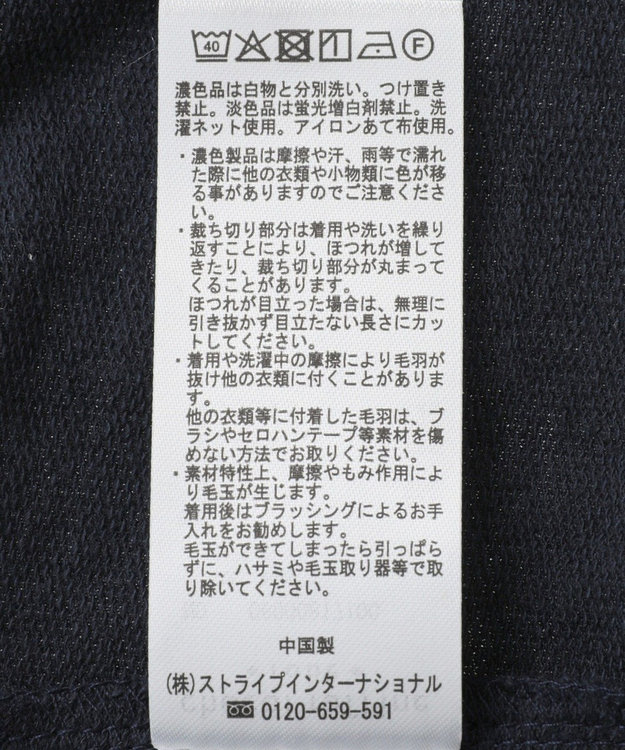 40 F
濃色品は白物と分別洗い。つけ置き
禁止。淡色品は蛍光増白剤禁止。洗
濯ネット使用。アイロンあて布使用。
・濃色製品は摩擦や汗、雨等で濡れ
た際に他の衣類や小物類に色が移
る事がありますのでご注意くださ
い。
・裁ち切り部分は着用や洗いを繰り
返すことにより、ほつれが増して
きたり、裁ち切り部分が丸まって
くることがあります。
ほつれが目立った場合は、無理に
引き抜かず目立たない長さにカッ
トしてください。
・着用や洗濯中の摩擦により毛羽が
抜け他の衣類に付くことがありま
す。
他の衣類等に付着した毛羽は、ブ
ラシやセロハンテープ等素材を傷
めない方法でお取りください。
・素材特性上、摩擦やもみ作用によ
り毛玉が生じます。
着用後はブラッシングによるお手
入れをお勧めします。
毛玉ができてしまったら引っぱら
ずに、ハサミや毛玉取り器等で取
り除いてください。
中国製
(株)ストライプインターナショナル
0120-659-591